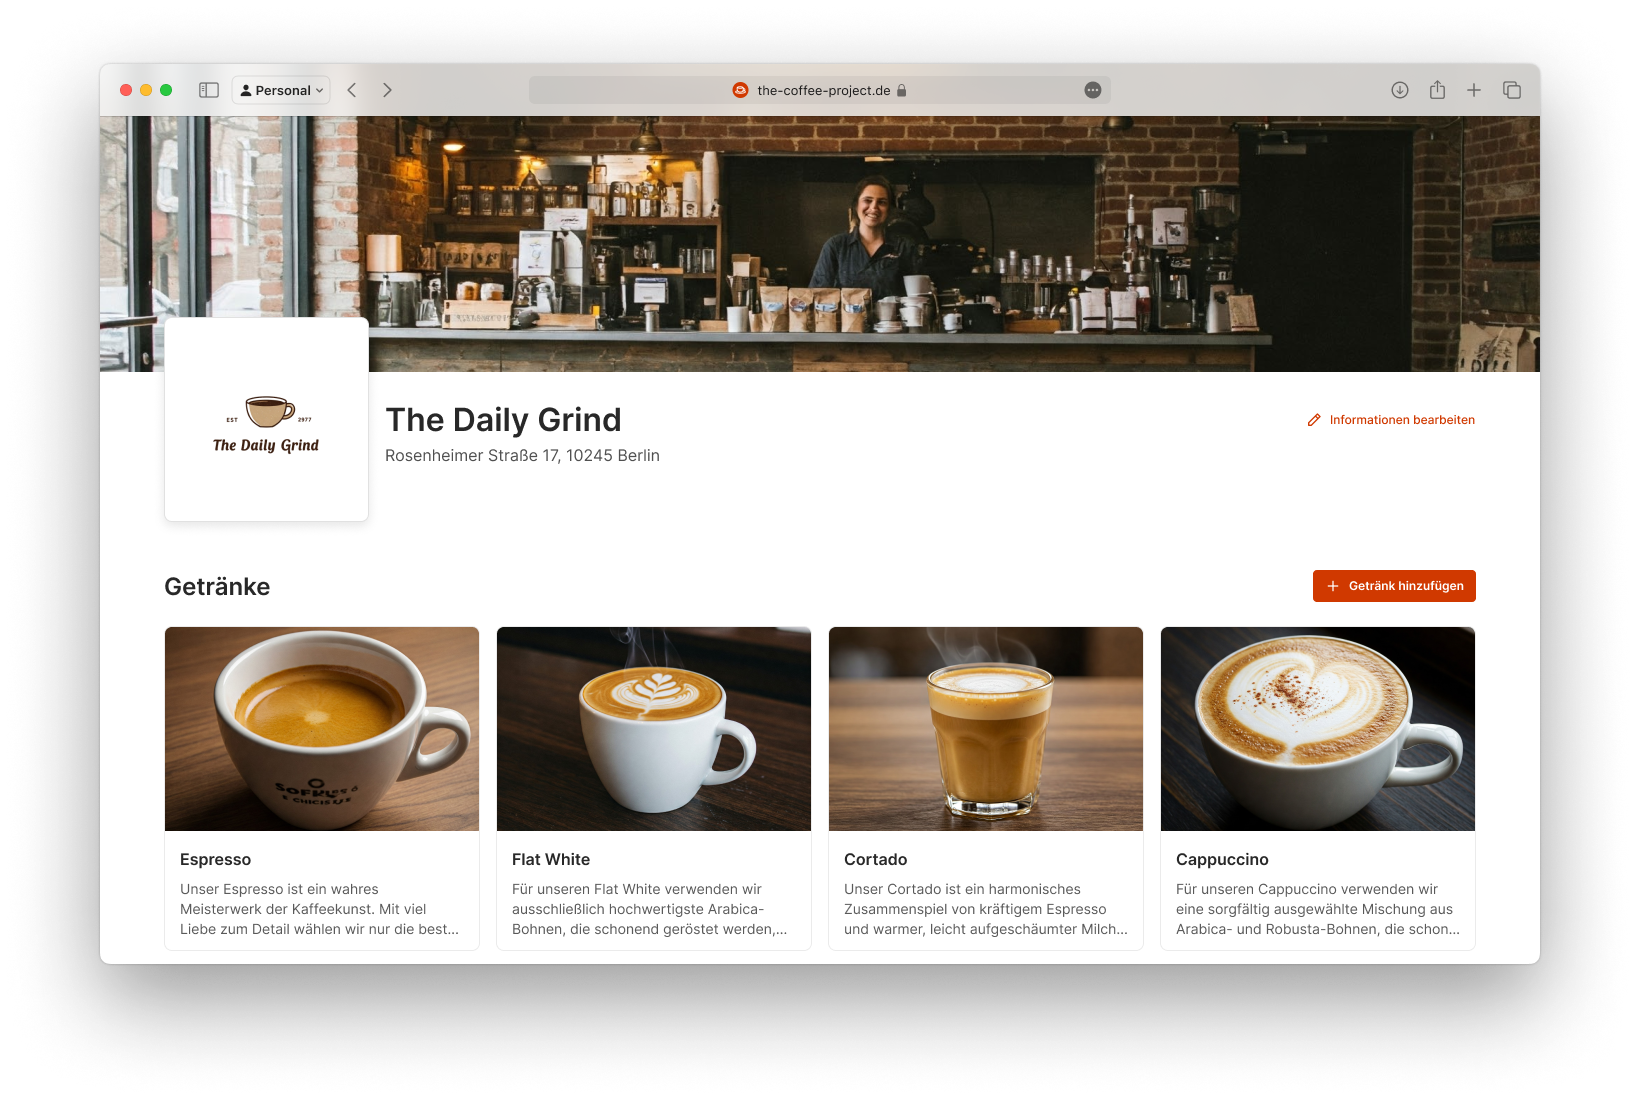 Personal
the-coffee-project.de
EST 2977
The Daily Grind
The Daily Grind
Rosenheimer Straße 17, 10245 Berlin
Informationen bearbeiten
Getränke
Getränk hinzufügen
Espresso
Unser Espresso ist ein wahres
Meisterwerk der Kaffeekunst. Mit viel
Liebe zum Detail wählen wir nur die best...
Flat White
Für unseren Flat White verwenden wir
ausschließlich hochwertigste Arabica-
Bohnen, die schonend geröstet werden,...
Cortado
Unser Cortado ist ein harmonisches
Zusammenspiel von kräftigem Espresso
und warmer, leicht aufgeschäumter Milch...
Cappuccino
Für unseren Cappuccino verwenden wir
eine sorgfältig ausgewählte Mischung aus
Arabica- und Robusta-Bohnen, die schon...